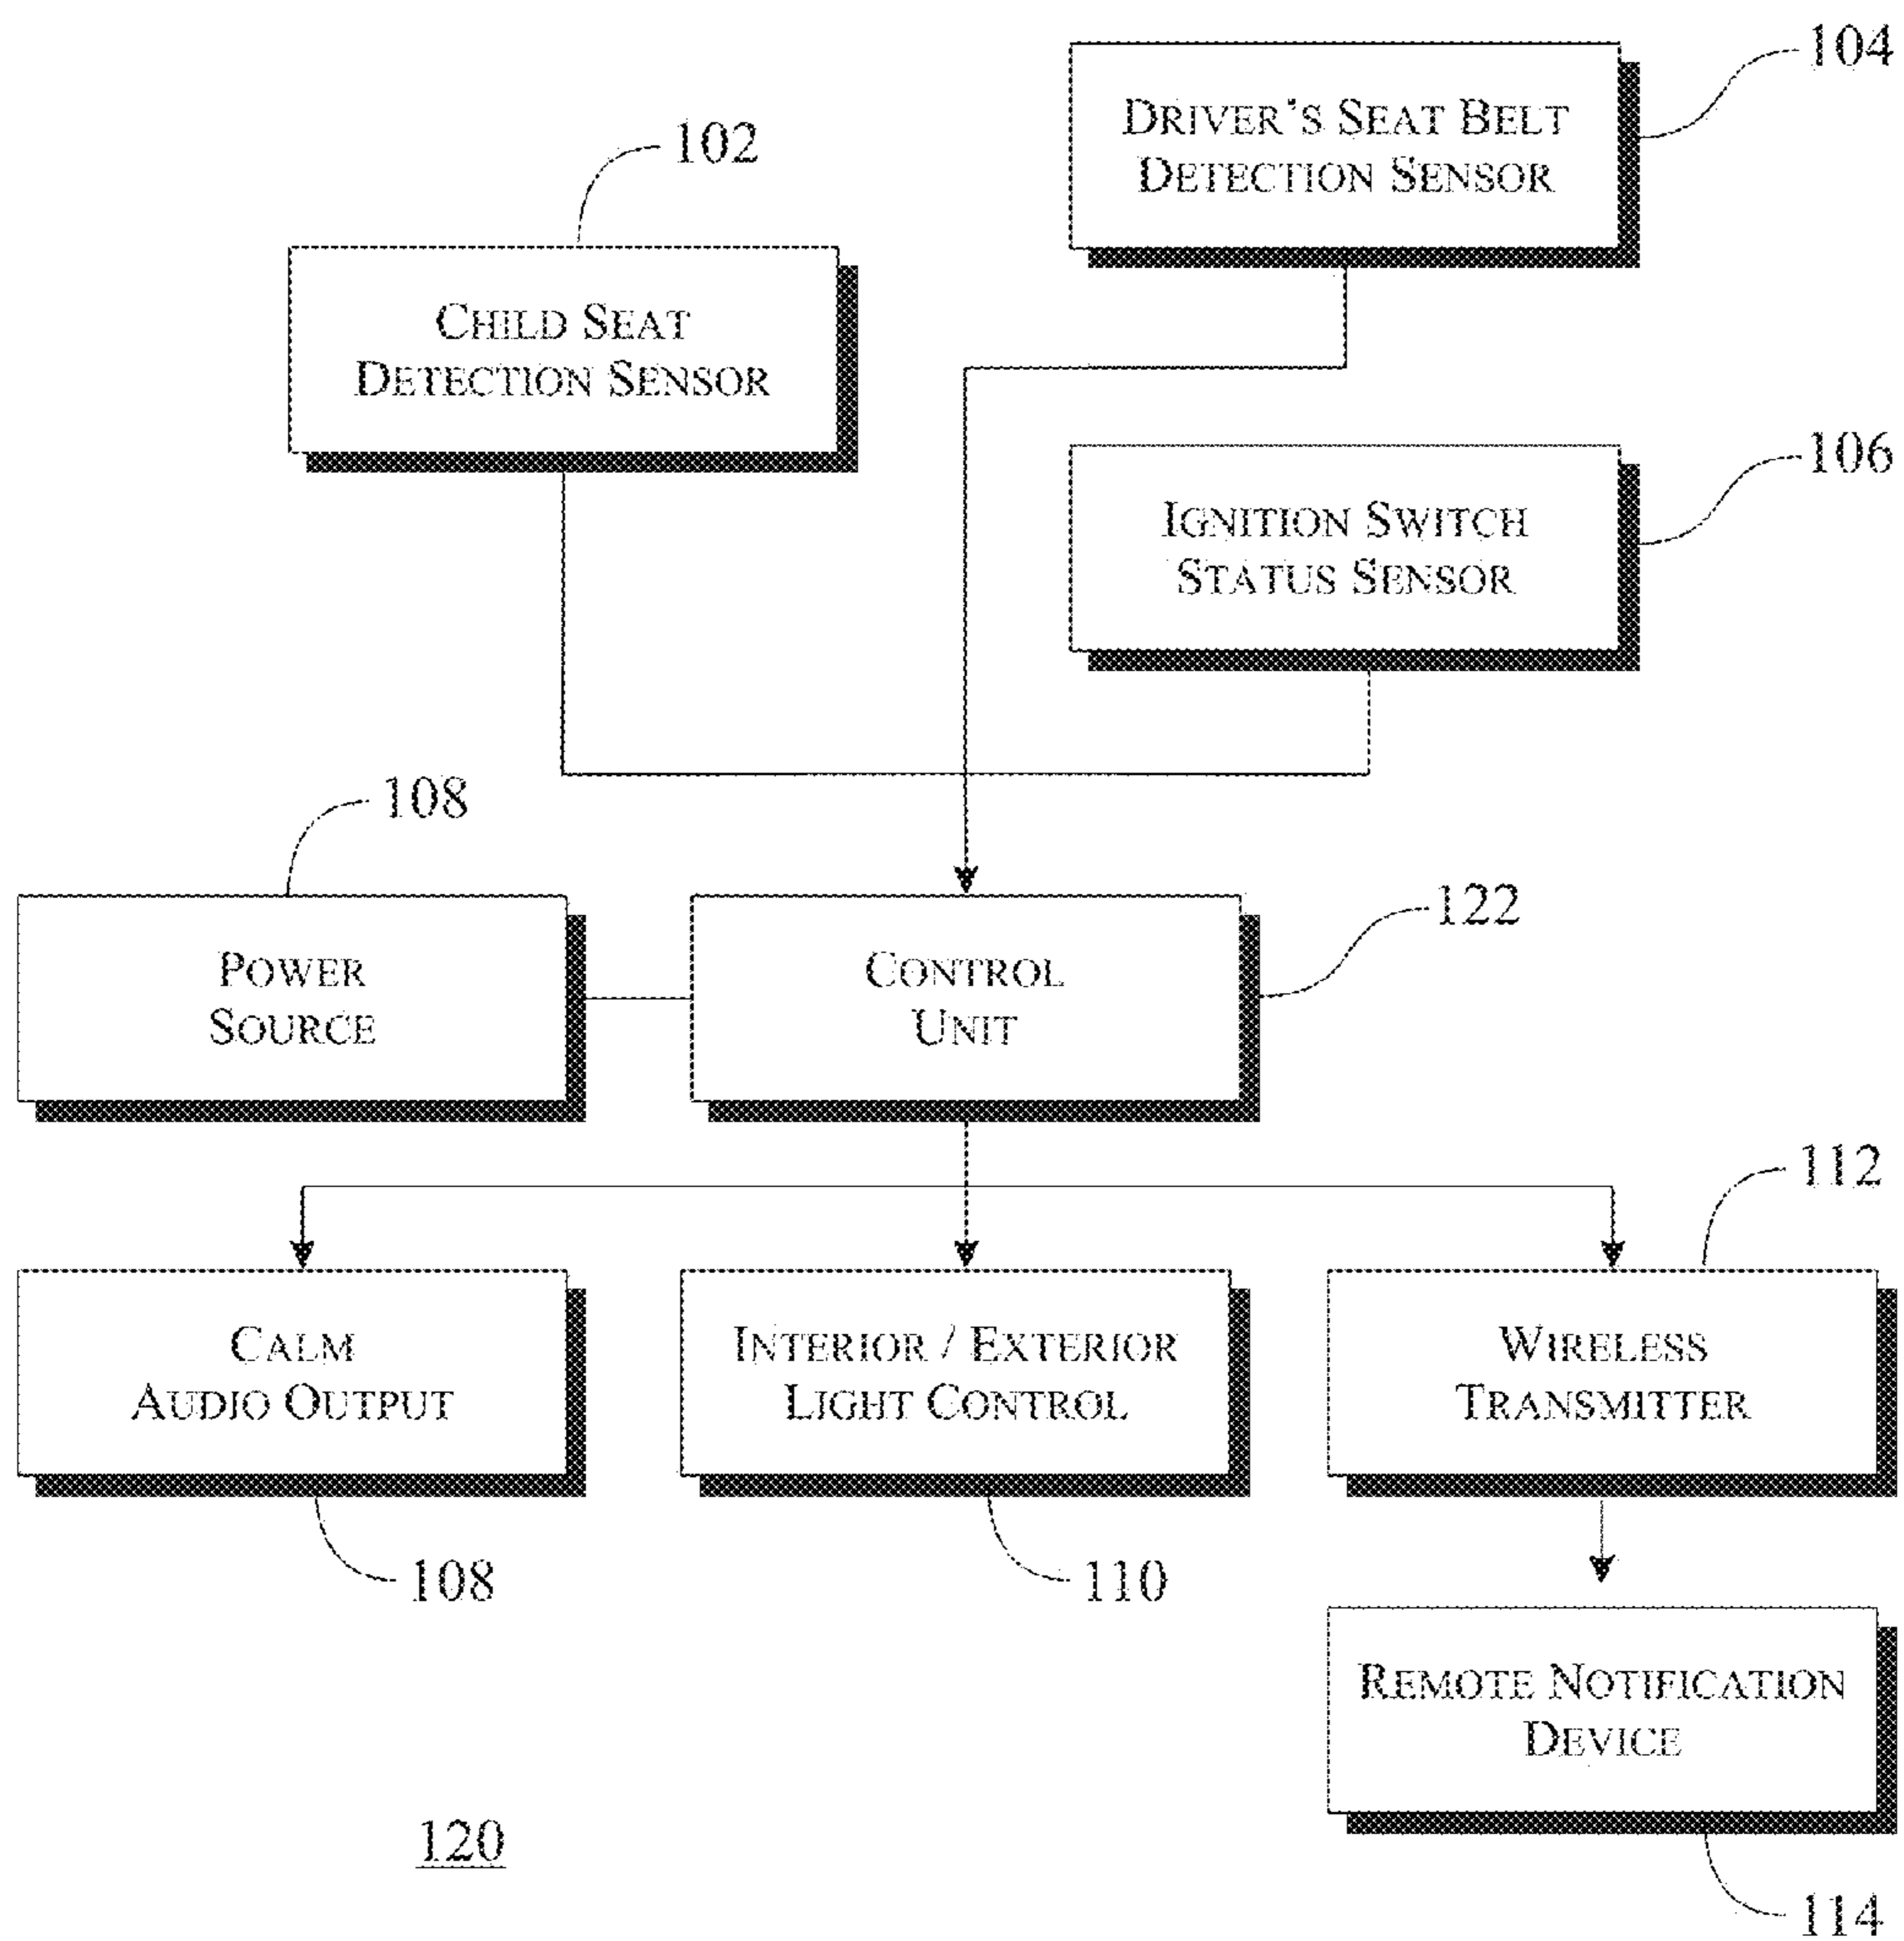 104
DRIVER'S SEAT BELT
DETECTION SENSOR
102
CHILD SEAT
DETECTION SENSOR
106
IGNITION SWITCH
STATUS SENSOR
108
POWER
SOURCE
122
CONTROL
UNIT
112
CALM
AUDIO OUTPUT
108
INTERIOR / EXTERIOR
LIGHT CONTROL
110
WIRELESS
TRANSMITTER
REMOTE NOTIFICATION
DEVICE
120
114